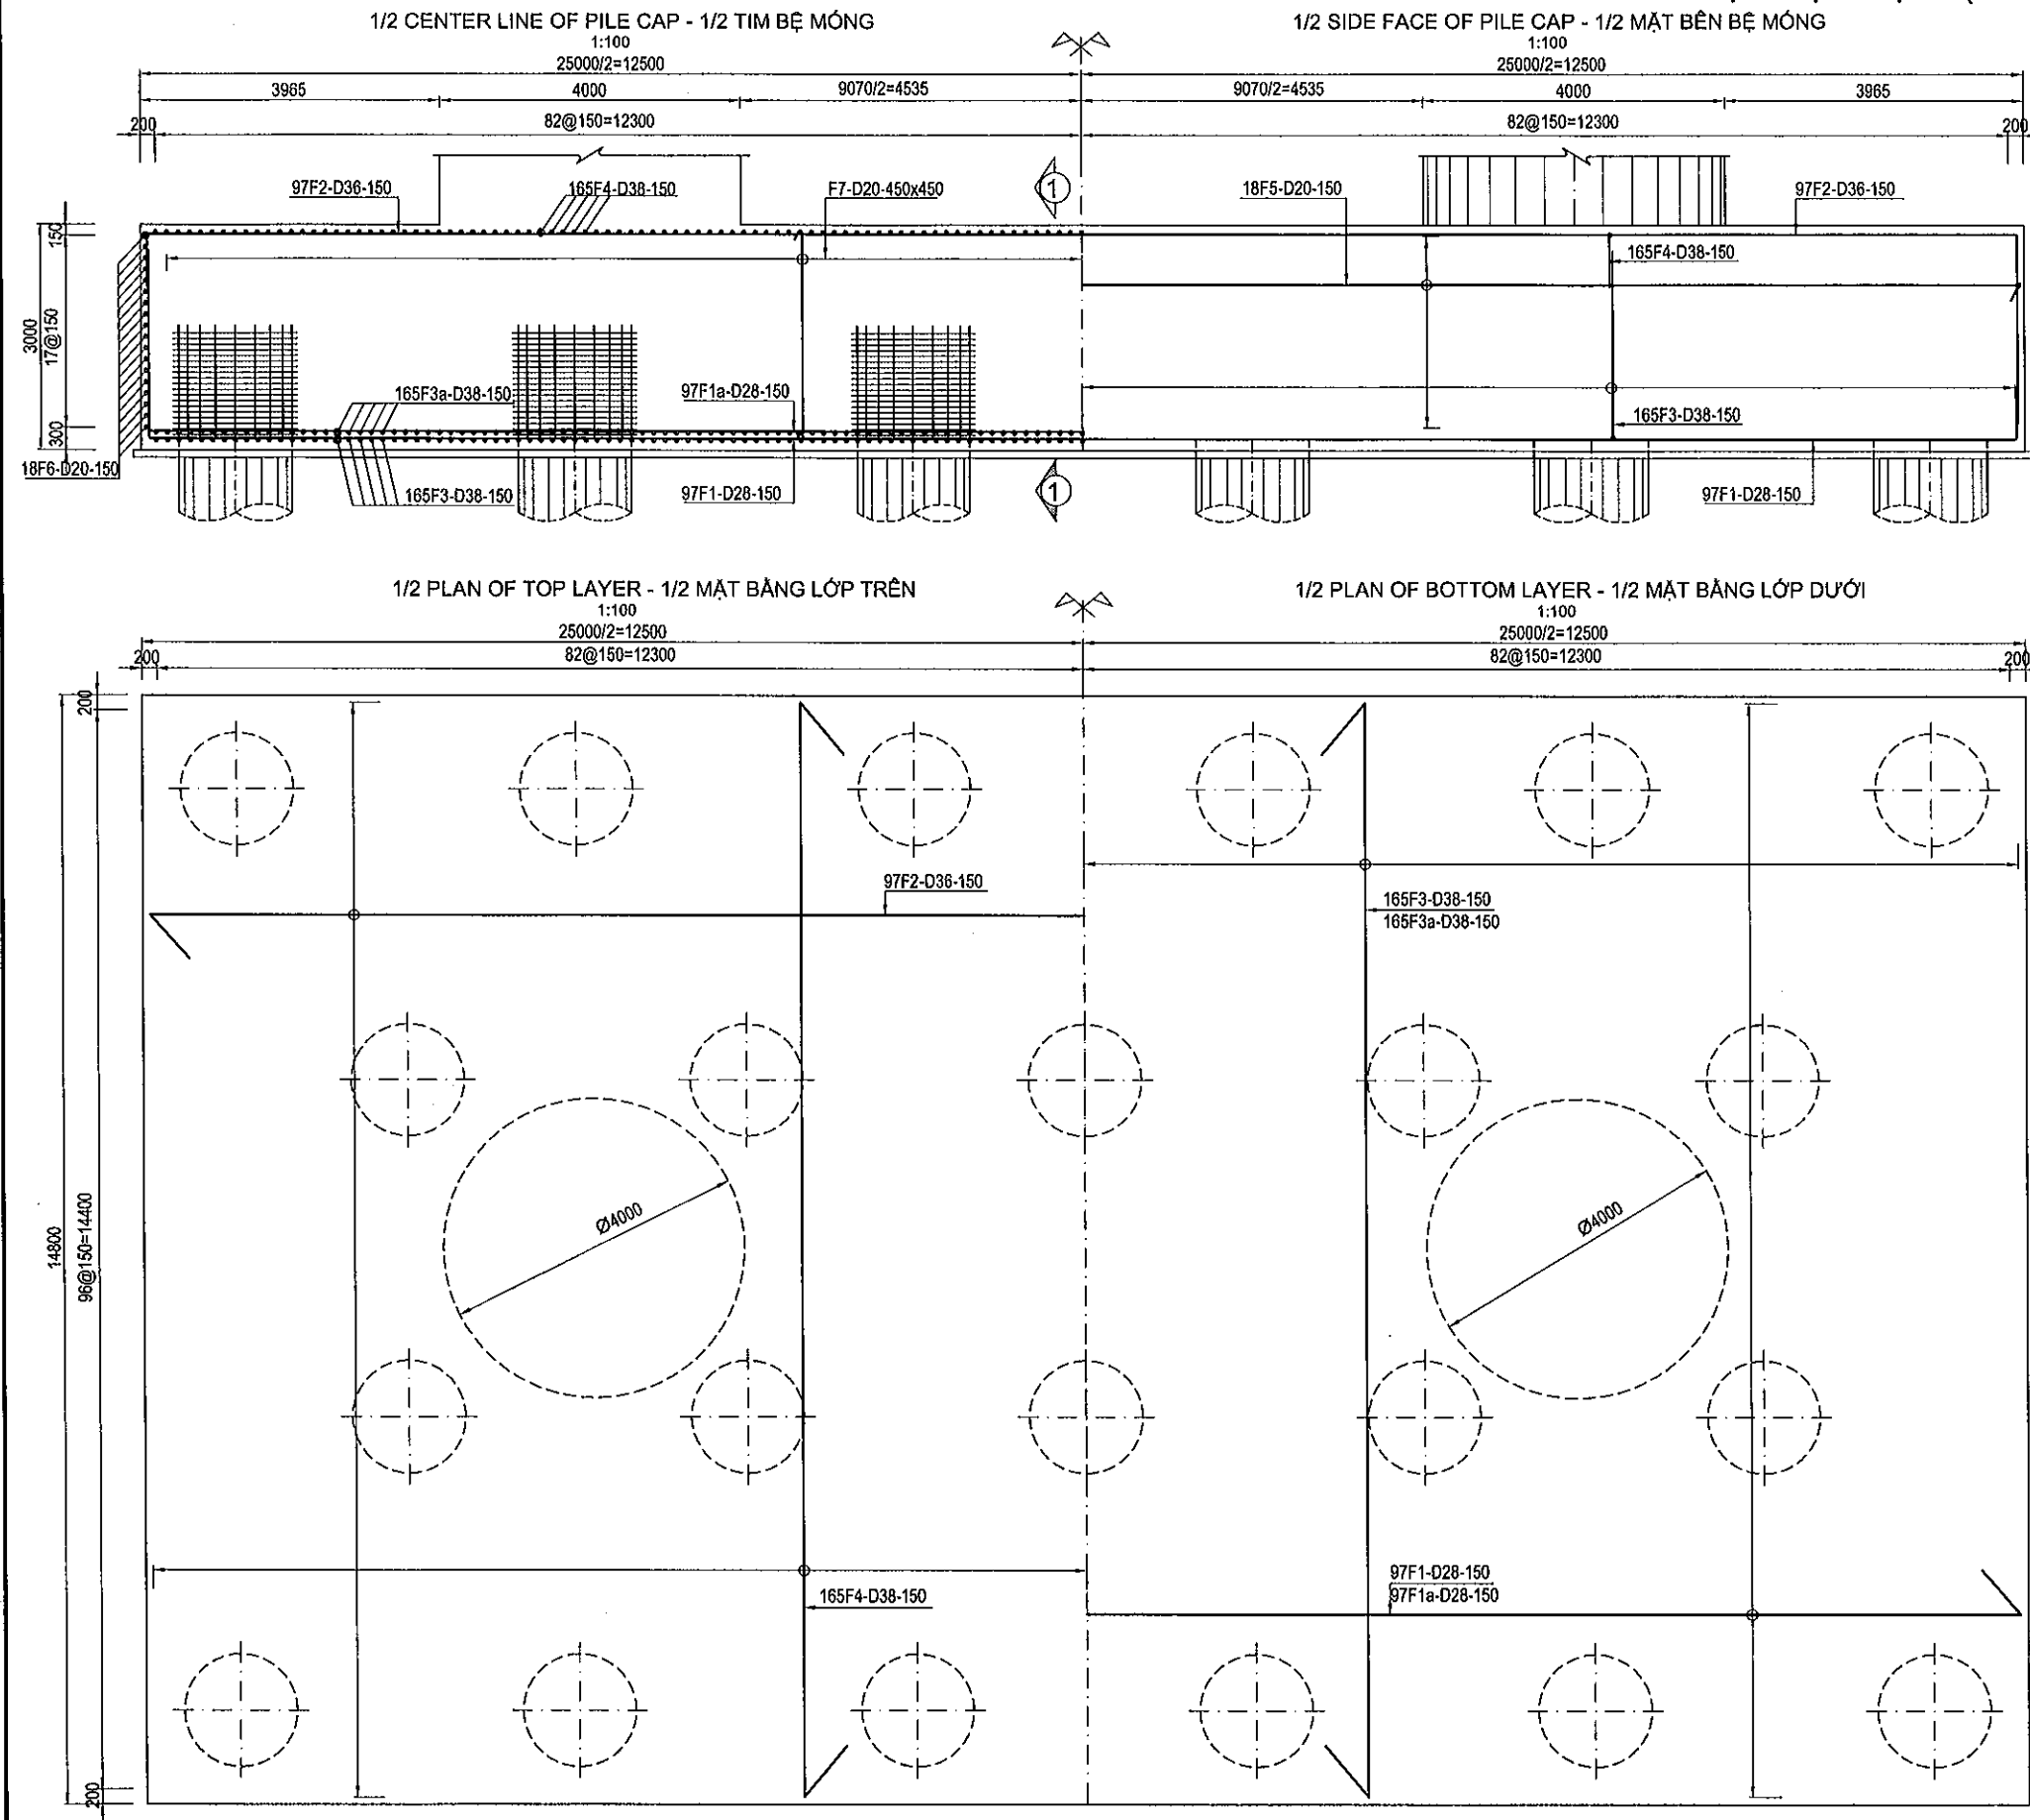 1/2 CENTER LINE OF PILE CAP - 1/2 TIM BỆ MÓNG
1:100
25000/2=12500
3965
4000
9070/2=4535
200
82@150=12300
1/2 SIDE FACE OF PILE CAP - 1/2 MẶT BÊN BỆ MÓNG
1:100
25000/2=12500
9070/2=4535
4000
3965
82@150=12300
200
97F2-D36-150
165F4-D38-150
F7-D20-450x450
1
18F5-D20-150
97F2-D36-150
165F4-D38-150
150
3000
17@150
300
165F3a-D38-150
97F1a-D28-150
165F3-D38-150
18F6-D20-150
165F3-D38-150
97F1-D28-150
1
97F1-D28-150
1/2 PLAN OF TOP LAYER - 1/2 MẶT BẰNG LỚP TRÊN
1:100
25000/2=12500
200
82@150=12300
1/2 PLAN OF BOTTOM LAYER - 1/2 MẶT BẰNG LỚP DƯỚI
1:100
25000/2=12500
82@150=12300
200
200
97F2-D36-150
165F3-D38-150
165F3a-D38-150
14800
96@150=14400
Ø4000
Ø4000
165F4-D38-150
97F1-D28-150
97F1a-D28-150
200